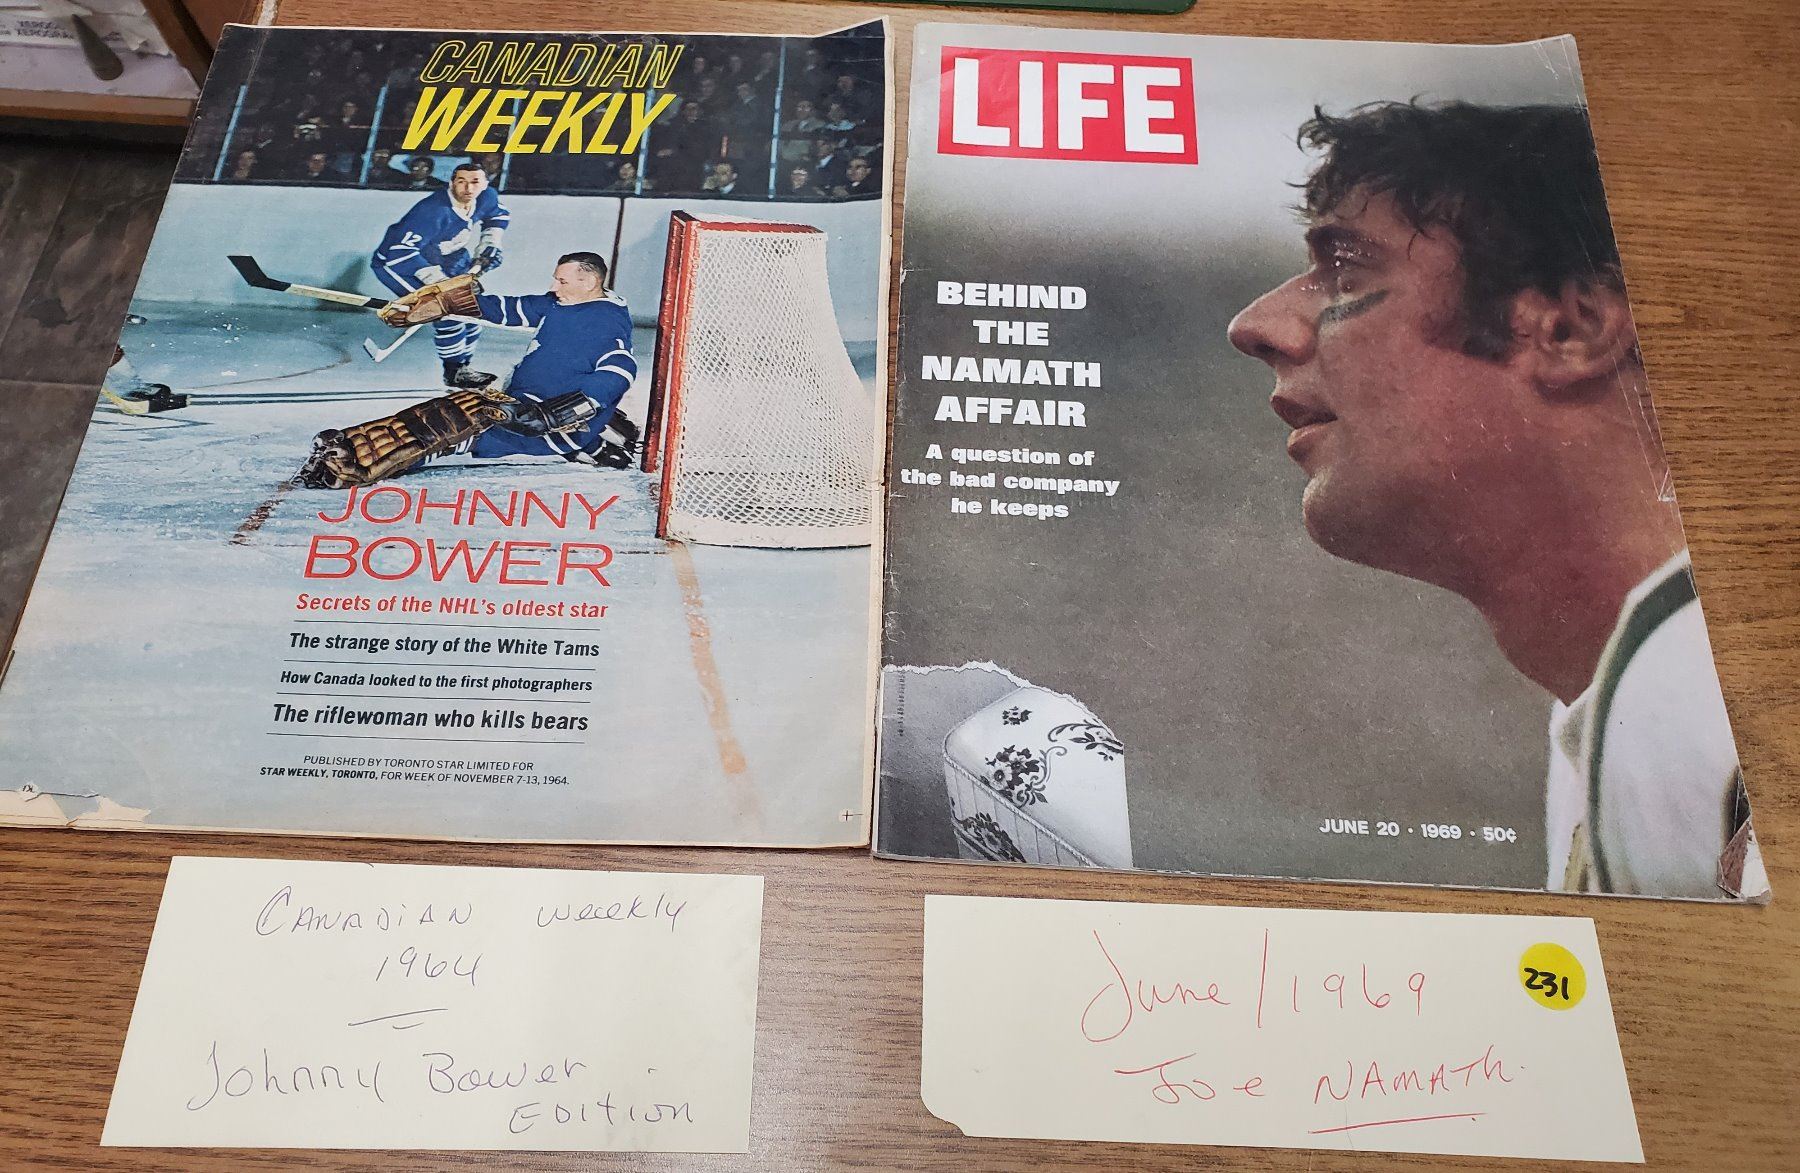 XEROGRAP
CANADIAN
WEEKLY
12
1
JOHNNY
BOWER
Secrets of the NHL's oldest star
The strange story of the White Tams
How Canada looked to the first photographers
The riflewoman who kills bears
PUBLISHED BY TORONTO STAR LIMITED FOR
STAR WEEKLY, TORONTO, FOR WEEK OF NOVEMBER 7-13, 1964.
LIFE
BEHIND
THE
NAMATH
AFFAIR
A question of
the bad company
he keeps
JUNE 20 · 1969 · 50¢
CANADIAN Weekly
1964
Johnny Bower
EDITION
June/1969
Joe NAMATH.
231